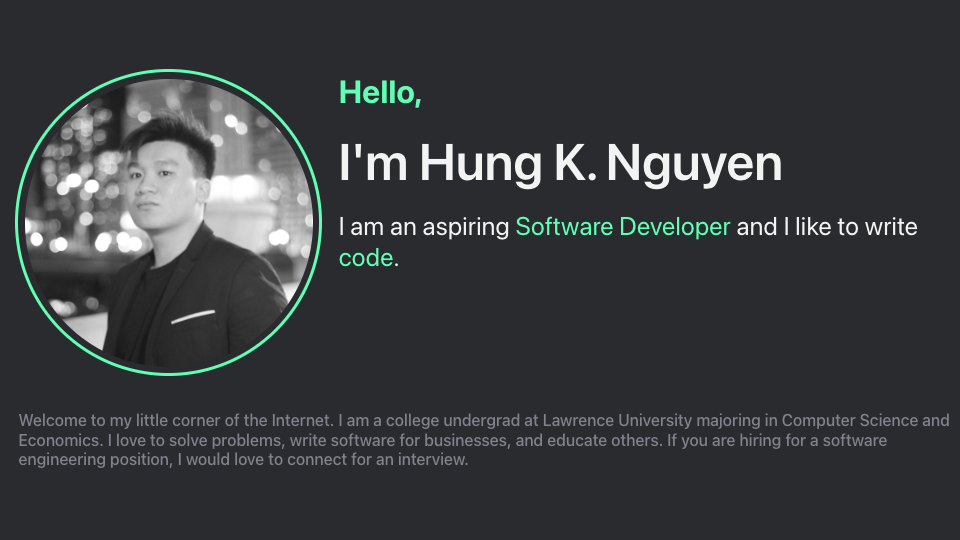 Hello,
I'm Hung K. Nguyen
I am an aspiring Software Developer and I like to write
code.
Welcome to my little corner of the Internet. I am a college undergrad at Lawrence University majoring in Computer Science and
Economics. I love to solve problems, write software for businesses, and educate others. If you are hiring for a software
engineering position, I would love to connect for an interview.